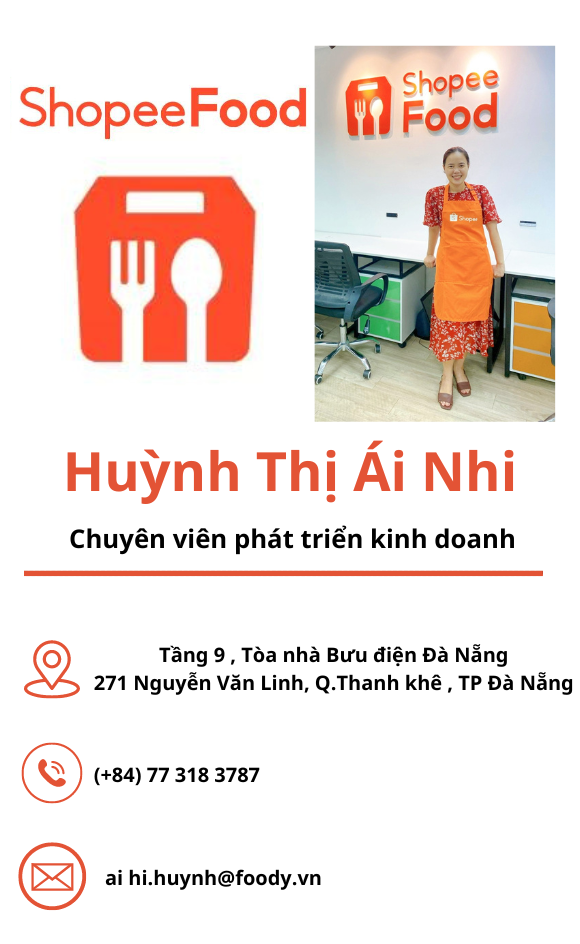 ShopeeFood
Shopee
Food
Shopee
Huỳnh Thị Ái Nhi
Chuyên viên phát triển kinh doanh
Tầng 9 , Tòa nhà Bưu điện Đà Nẵng
271 Nguyễn Văn Linh, Q.Thanh khê , TP Đà Nẵng
(+84) 77 318 3787
ai hi.huynh@foody.vn